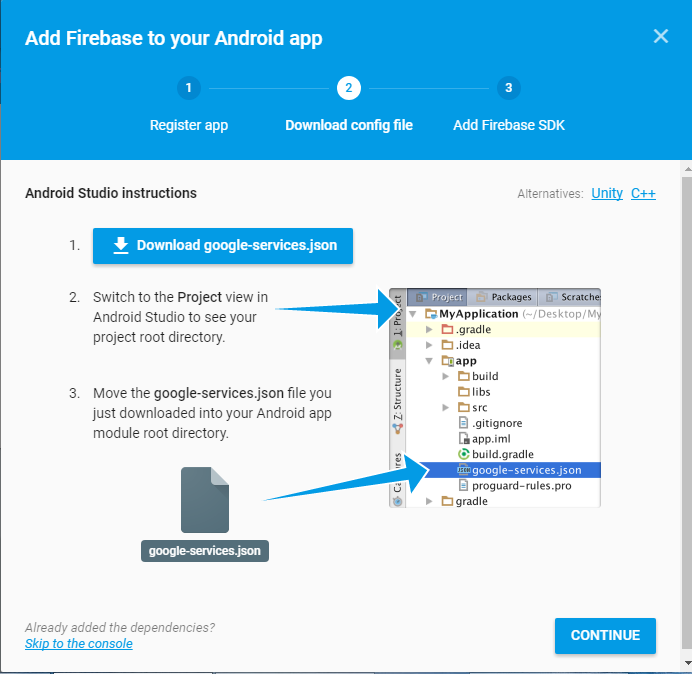 Add Firebase to your Android app
1
2
3
Register app
Download config file
Add Firebase SDK
Android Studio instructions
Alternatives: Unity C++
1. Download google-services.json
2. Switch to the Project view in
Android Studio to see your
project root directory.
3. Move the google-services.json file you
just downloaded into your Android app
module root directory.
google-services.json
Project Packages Scratche
1: Project
Z: Structure
MyApplication (~/Desktop/My
.gradle
.idea
app
build
libs
src
.gitignore
app.iml
build.gradle
google-services.json
proguard-rules.pro
gradle
Already added the dependencies?
Skip to the console
CONTINUE